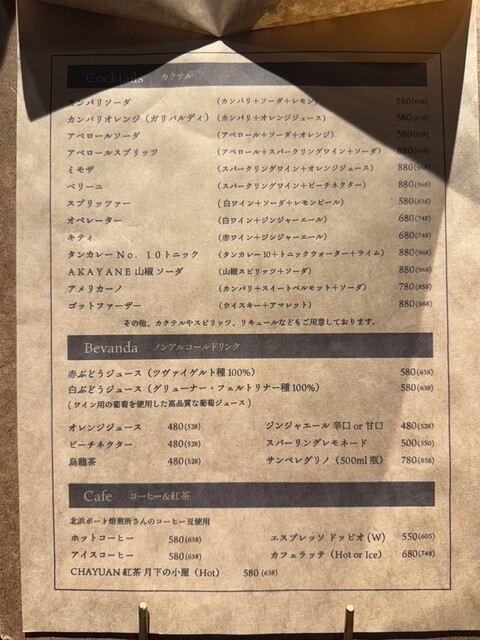 Cocktails カクテル
カンパリソーダ (カンパリ+ソーダ+レモン) 580(638)
カンパリオレンジ (ガリバルディ) (カンパリ+オレンジジュース) 580(638)
アペロールソーダ (アペロール+ソーダ+オレンジ) 580(638)
アペロールスプリッツ (アペロール+スパークリングワイン+ソーダ) 880(968)
ミモザ (スパークリングワイン+オレンジジュース) 880(968)
ベリーニ (スパークリングワイン+ピーチネクター) 880(968)
スプリッツァー (白ワイン+ソーダ+レモンピール) 580(638)
オペレーター (白ワイン+ジンジャーエール) 680(748)
キティ (赤ワイン+ジンジャーエール) 680(748)
タンカレーNo. 10トニック (タンカレー10+トニックウォーター+ライム) 880(968)
AKAYANE山椒ソーダ (山椒スピリッツ+ソーダ) 880(968)
アメリカーノ (カンパリ+スイートベルモット+ソーダ) 780(858)
ゴットファーザー (ウイスキー+アマレット) 880(968)
その他、カクテルやスピリッツ、リキュールなどもご用意しております。
Bevanda ノンアルコールドリンク
赤ぶどうジュース (ツヴァイゲルト種100%) 580(638)
白ぶどうジュース (グリューナー・フェルトリナー種100%) 580(638)
(ワイン用の葡萄を使用した高品質な葡萄ジュース)
オレンジジュース 480(528) ジンジャエール 辛口 or 甘口 480(528)
ピーチネクター 480(528) スパーリングレモネード 500(550)
烏龍茶 480(528) サンペレグリノ (500ml瓶) 780(858)
Cafe コーヒー&紅茶
北浜ポート焙煎所さんのコーヒー豆使用
ホットコーヒー 580(638) エスプレッソ ドッピオ (W) 550(605)
アイスコーヒー 580(638) カフェラッテ (Hot or Ice) 680(748)
CHAYUAN 紅茶 月下の小屋 (Hot) 580(638)